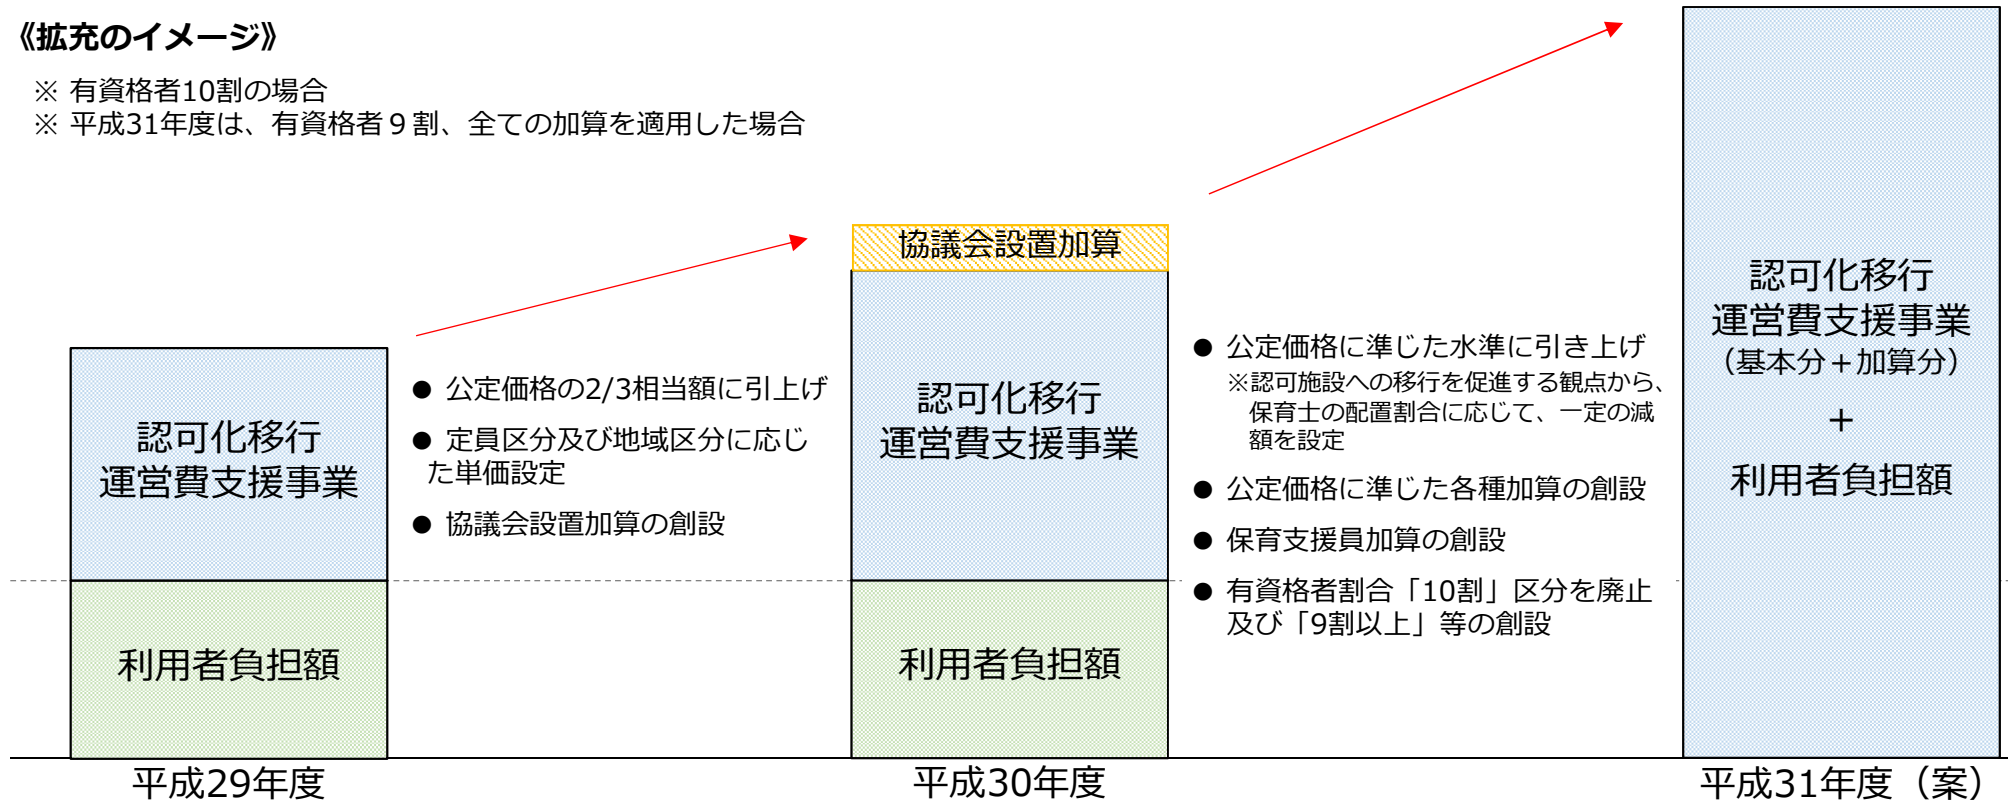 《拡充のイメージ》
※ 有資格者10割の場合
※ 平成31年度は、有資格者９割、全ての加算を適用した場合
認可化移行
運営費支援事業
利用者負担額
平成29年度
● 公定価格の2/3相当額に引上げ
● 定員区分及び地域区分に応じ
た単価設定
● 協議会設置加算の創設
協議会設置加算
認可化移行
運営費支援事業
利用者負担額
平成30年度
● 公定価格に準じた水準に引き上げ
※認可施設への移行を促進する観点から、
保育士の配置割合に応じて、一定の減
額を設定
● 公定価格に準じた各種加算の創設
● 保育支援員加算の創設
● 有資格者割合「10割」区分を廃止
及び「9割以上」等の創設
認可化移行
運営費支援事業
（基本分＋加算分）
＋
利用者負担額
平成31年度（案）